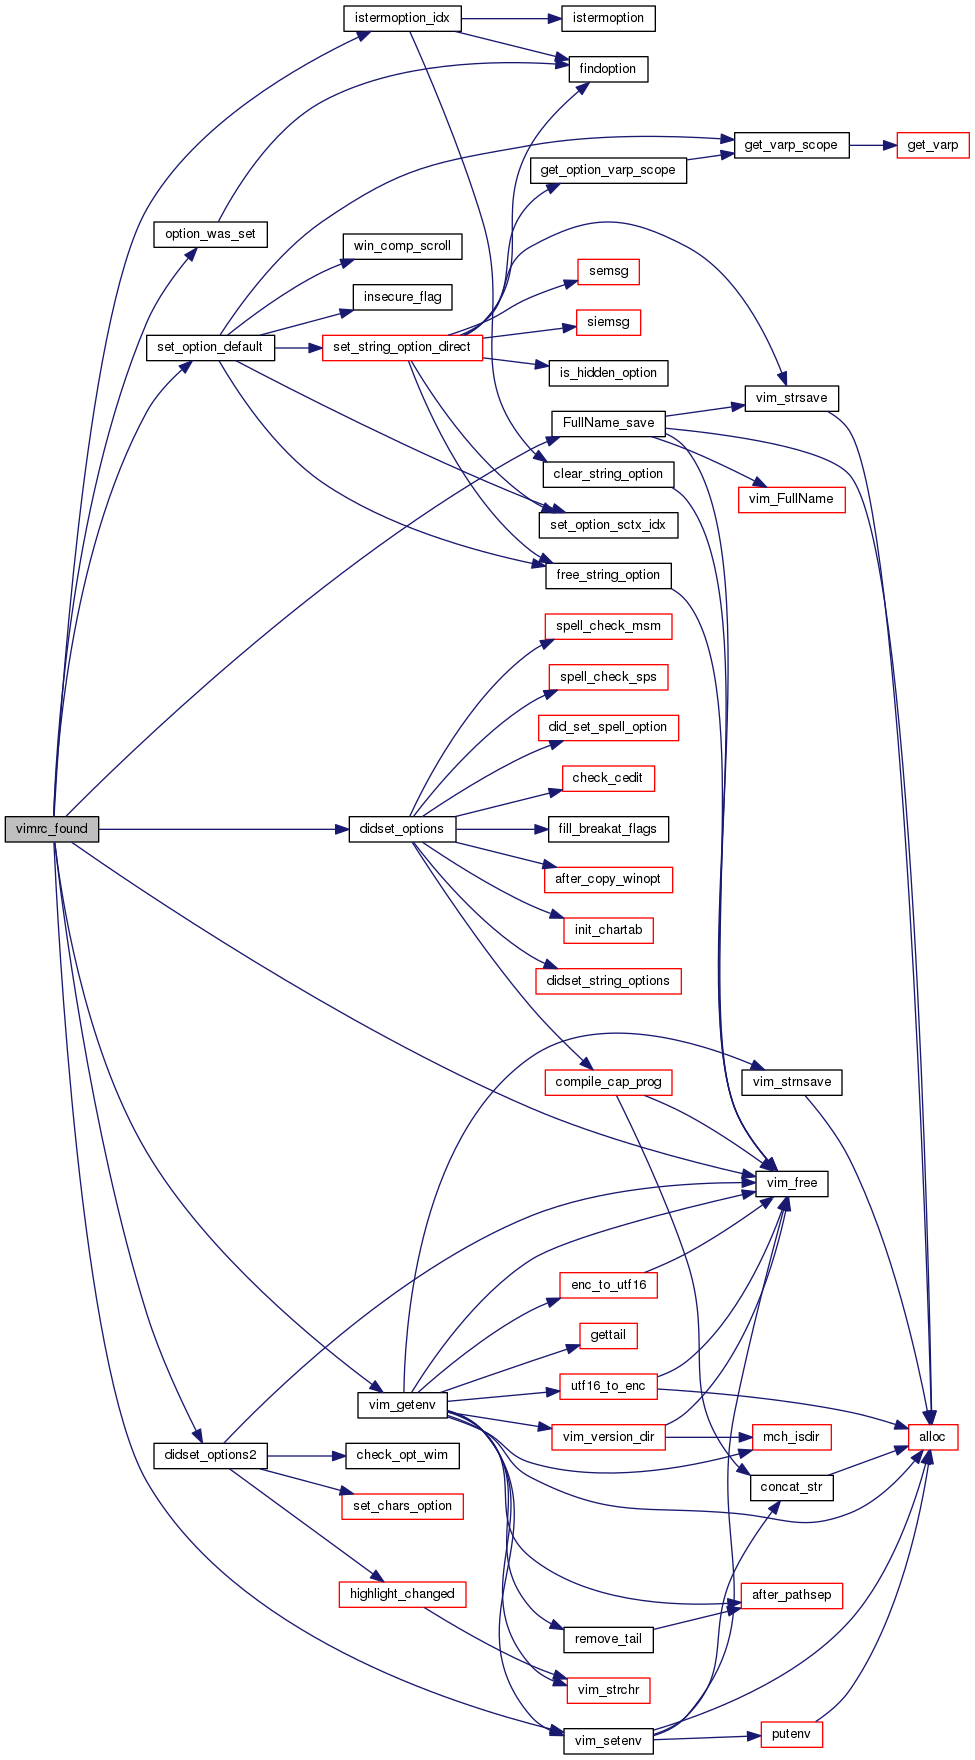 istermoption_idx
istermoption
findoption
get_varp_scope
get_varp
get_option_varp_scope
option_was_set
win_comp_scroll
semsg
insecure_flag
siemsg
set_option_default
set_string_option_direct
is_hidden_option
vim_strsave
FullName_save
clear_string_option
vim_FullName
set_option_sctx_idx
free_string_option
spell_check_msm
spell_check_sps
did_set_spell_option
check_cedit
vimrc_found
didset_options
fill_breakat_flags
after_copy_winopt
init_chartab
didset_string_options
compile_cap_prog
vim_strnsave
vim_free
enc_to_utf16
gettail
utf16_to_enc
vim_getenv
vim_version_dir
mch_isdir
alloc
didset_options2
check_opt_wim
concat_str
set_chars_option
highlight_changed
after_pathsep
remove_tail
vim_strchr
putenv
vim_setenv